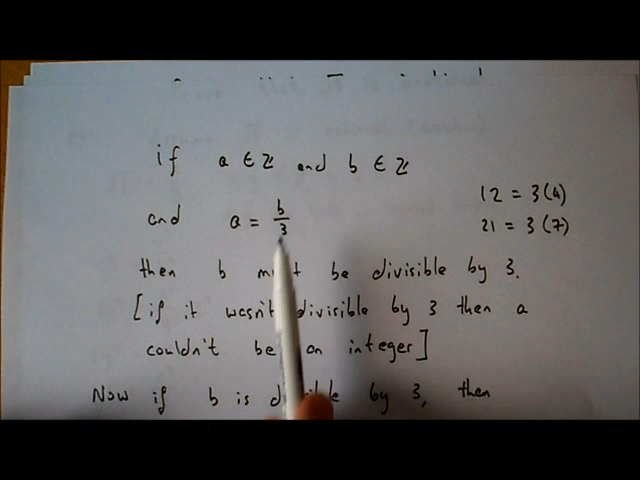 if a ∈ ℤ and b ∈ ℤ
12 = 3(4)
and a = b/3
21 = 3(7)
then b must be divisible by 3.
[if it wasn't divisible by 3 then a
couldn't be an integer]
Now if b is divisible by 3, then